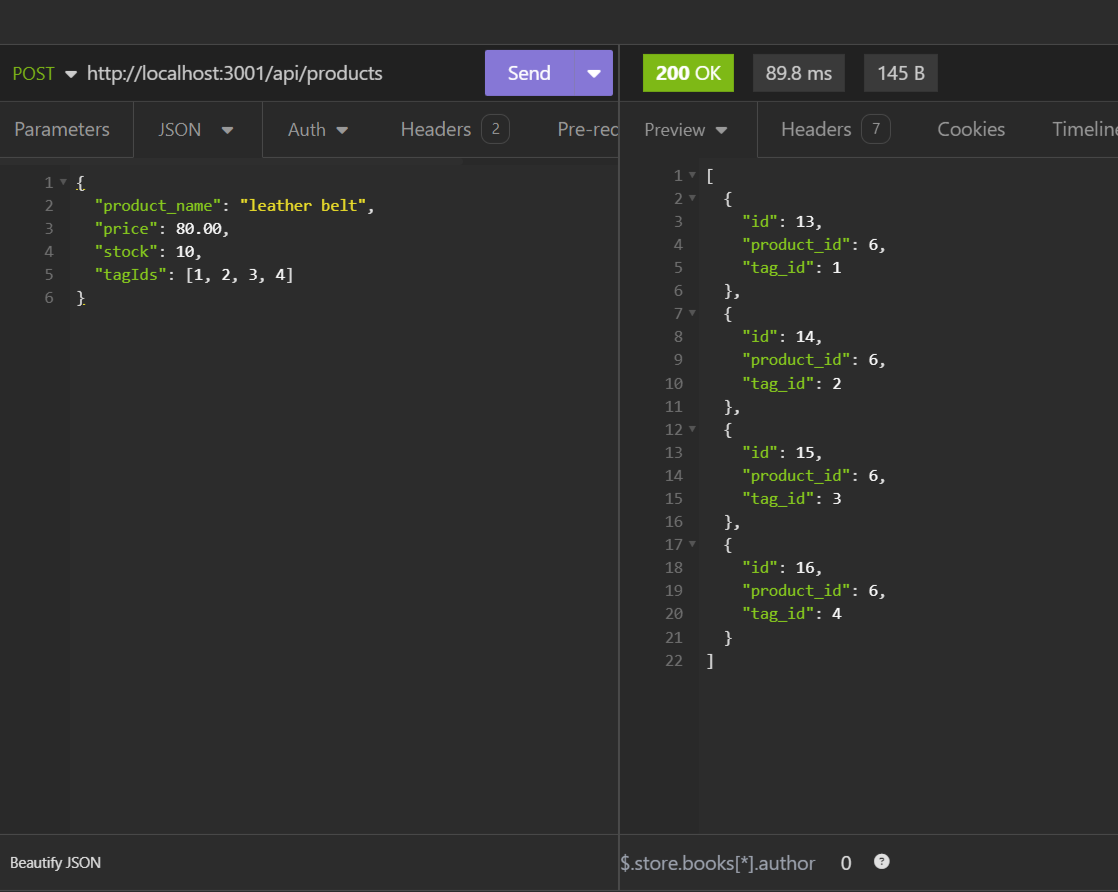 POST http://localhost:3001/api/products Send
Parameters JSON Auth Headers 2 Pre-rec
1 {
2 "product_name": "leather belt",
3 "price": 80.00,
4 "stock": 10,
5 "tagIds": [1, 2, 3, 4]
6 }
Beautify JSON
200 OK 89.8 ms 145 B
Preview Headers 7 Cookies Timeline
1 [
2 {
3 "id": 13,
4 "product_id": 6,
5 "tag_id": 1
6 },
7 {
8 "id": 14,
9 "product_id": 6,
10 "tag_id": 2
11 },
12 {
13 "id": 15,
14 "product_id": 6,
15 "tag_id": 3
16 },
17 {
18 "id": 16,
19 "product_id": 6,
20 "tag_id": 4
21 }
22 ]
$.store.books[*].author 0 ?